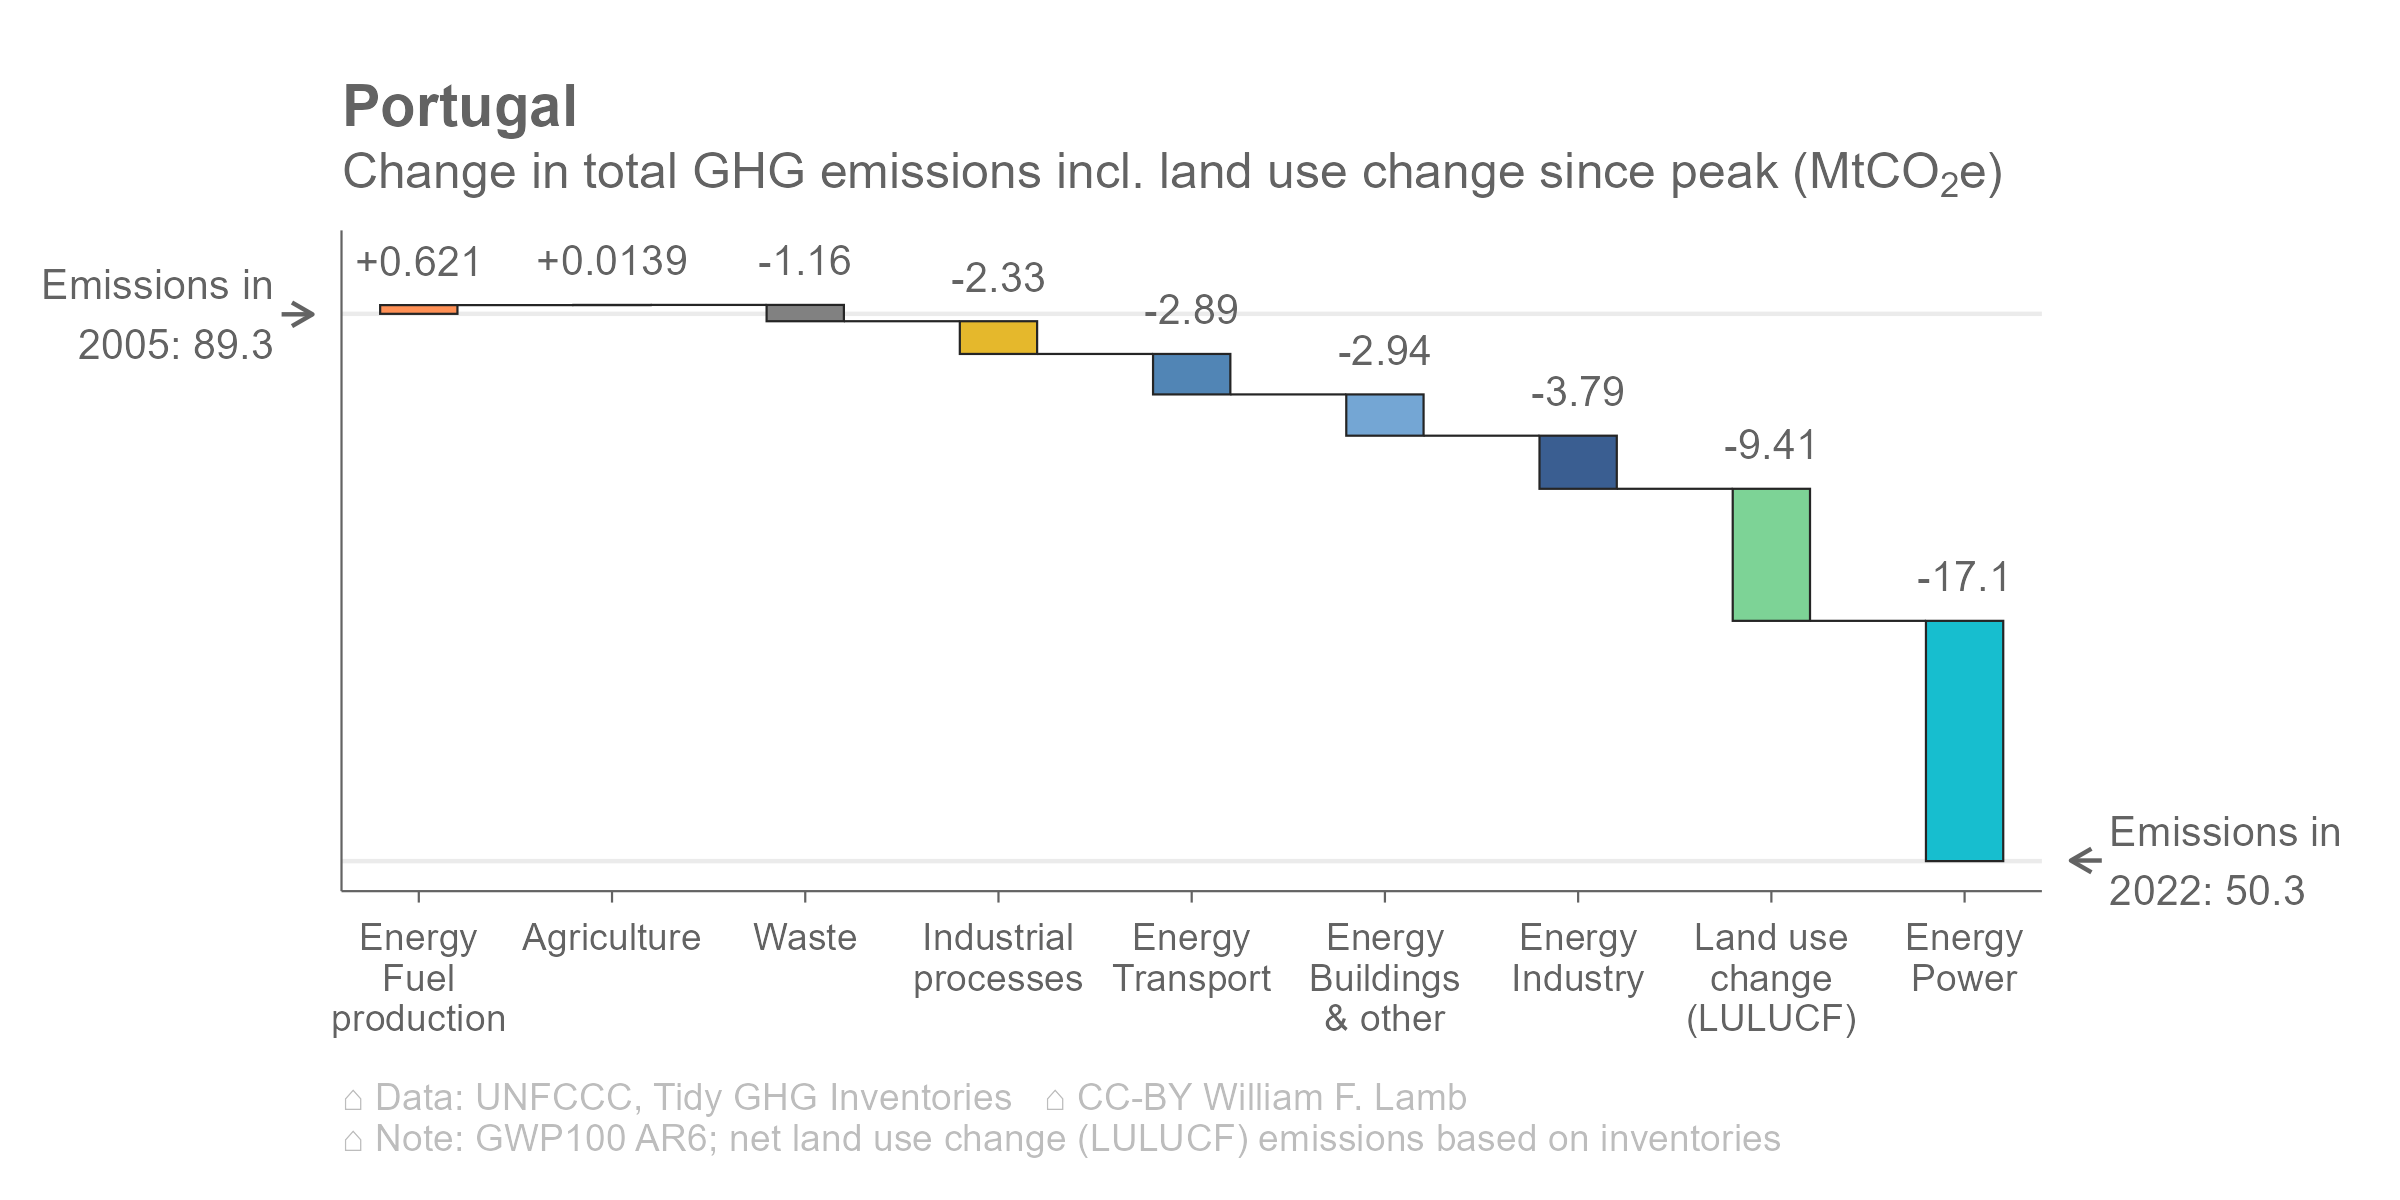 Portugal
Change in total GHG emissions incl. land use change since peak (MtCO₂e)
Emissions in
2005: 89.3
+0.621
+0.0139
-1.16
-2.33
-2.89
-2.94
-3.79
-9.41
-17.1
Emissions in
2022: 50.3
Energy
Fuel
production
Agriculture
Waste
Industrial
processes
Energy
Transport
Energy
Buildings
& other
Energy
Industry
Land use
change
(LULUCF)
Energy
Power
⌂ Data: UNFCCC, Tidy GHG Inventories ⌂ CC-BY William F. Lamb
⌂ Note: GWP100 AR6; net land use change (LULUCF) emissions based on inventories